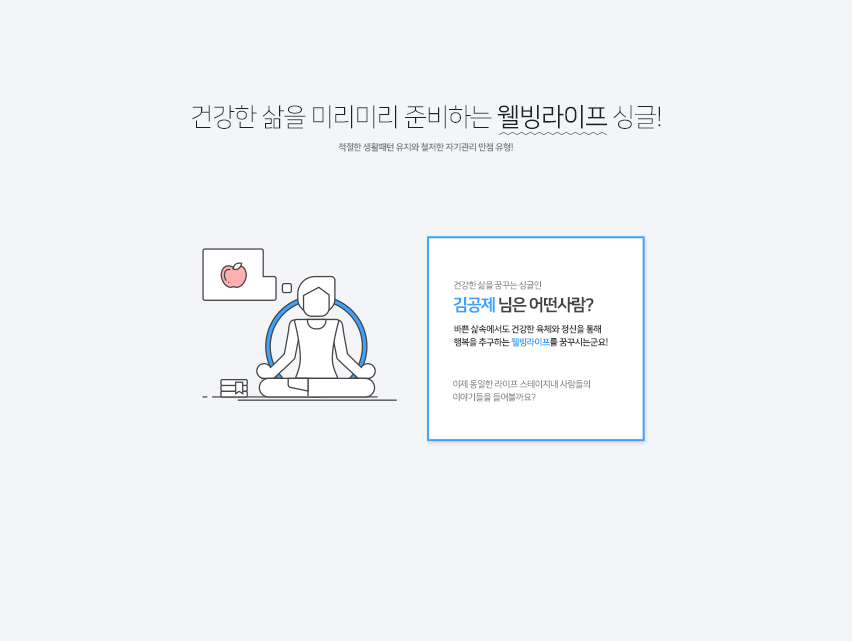 건강한 삶을 미리미리 준비하는 웰빙라이프 싱글!
적절한 생활패턴 유지와 철저한 자기관리 만점 유형!
건강한 삶을 꿈꾸는 싱글인
김공제 님은 어떤사람?
바쁜 삶속에서도 건강한 육체와 정신을 통해
행복을 추구하는 웰빙라이프를 꿈꾸시는군요!
이제 동일한 라이프 스테이지내 사람들의
이야기들을 들어볼까요?